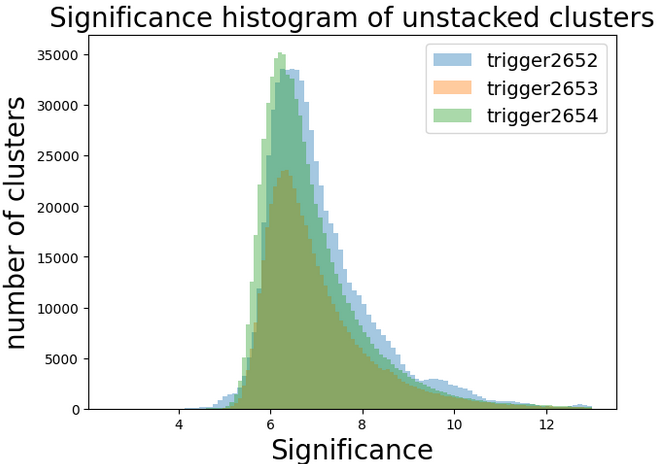 Significance histogram of unstacked clusters
35000
30000
25000
20000
15000
10000
5000
0
number of clusters
trigger2652
trigger2653
trigger2654
4 6 8 10 12
Significance